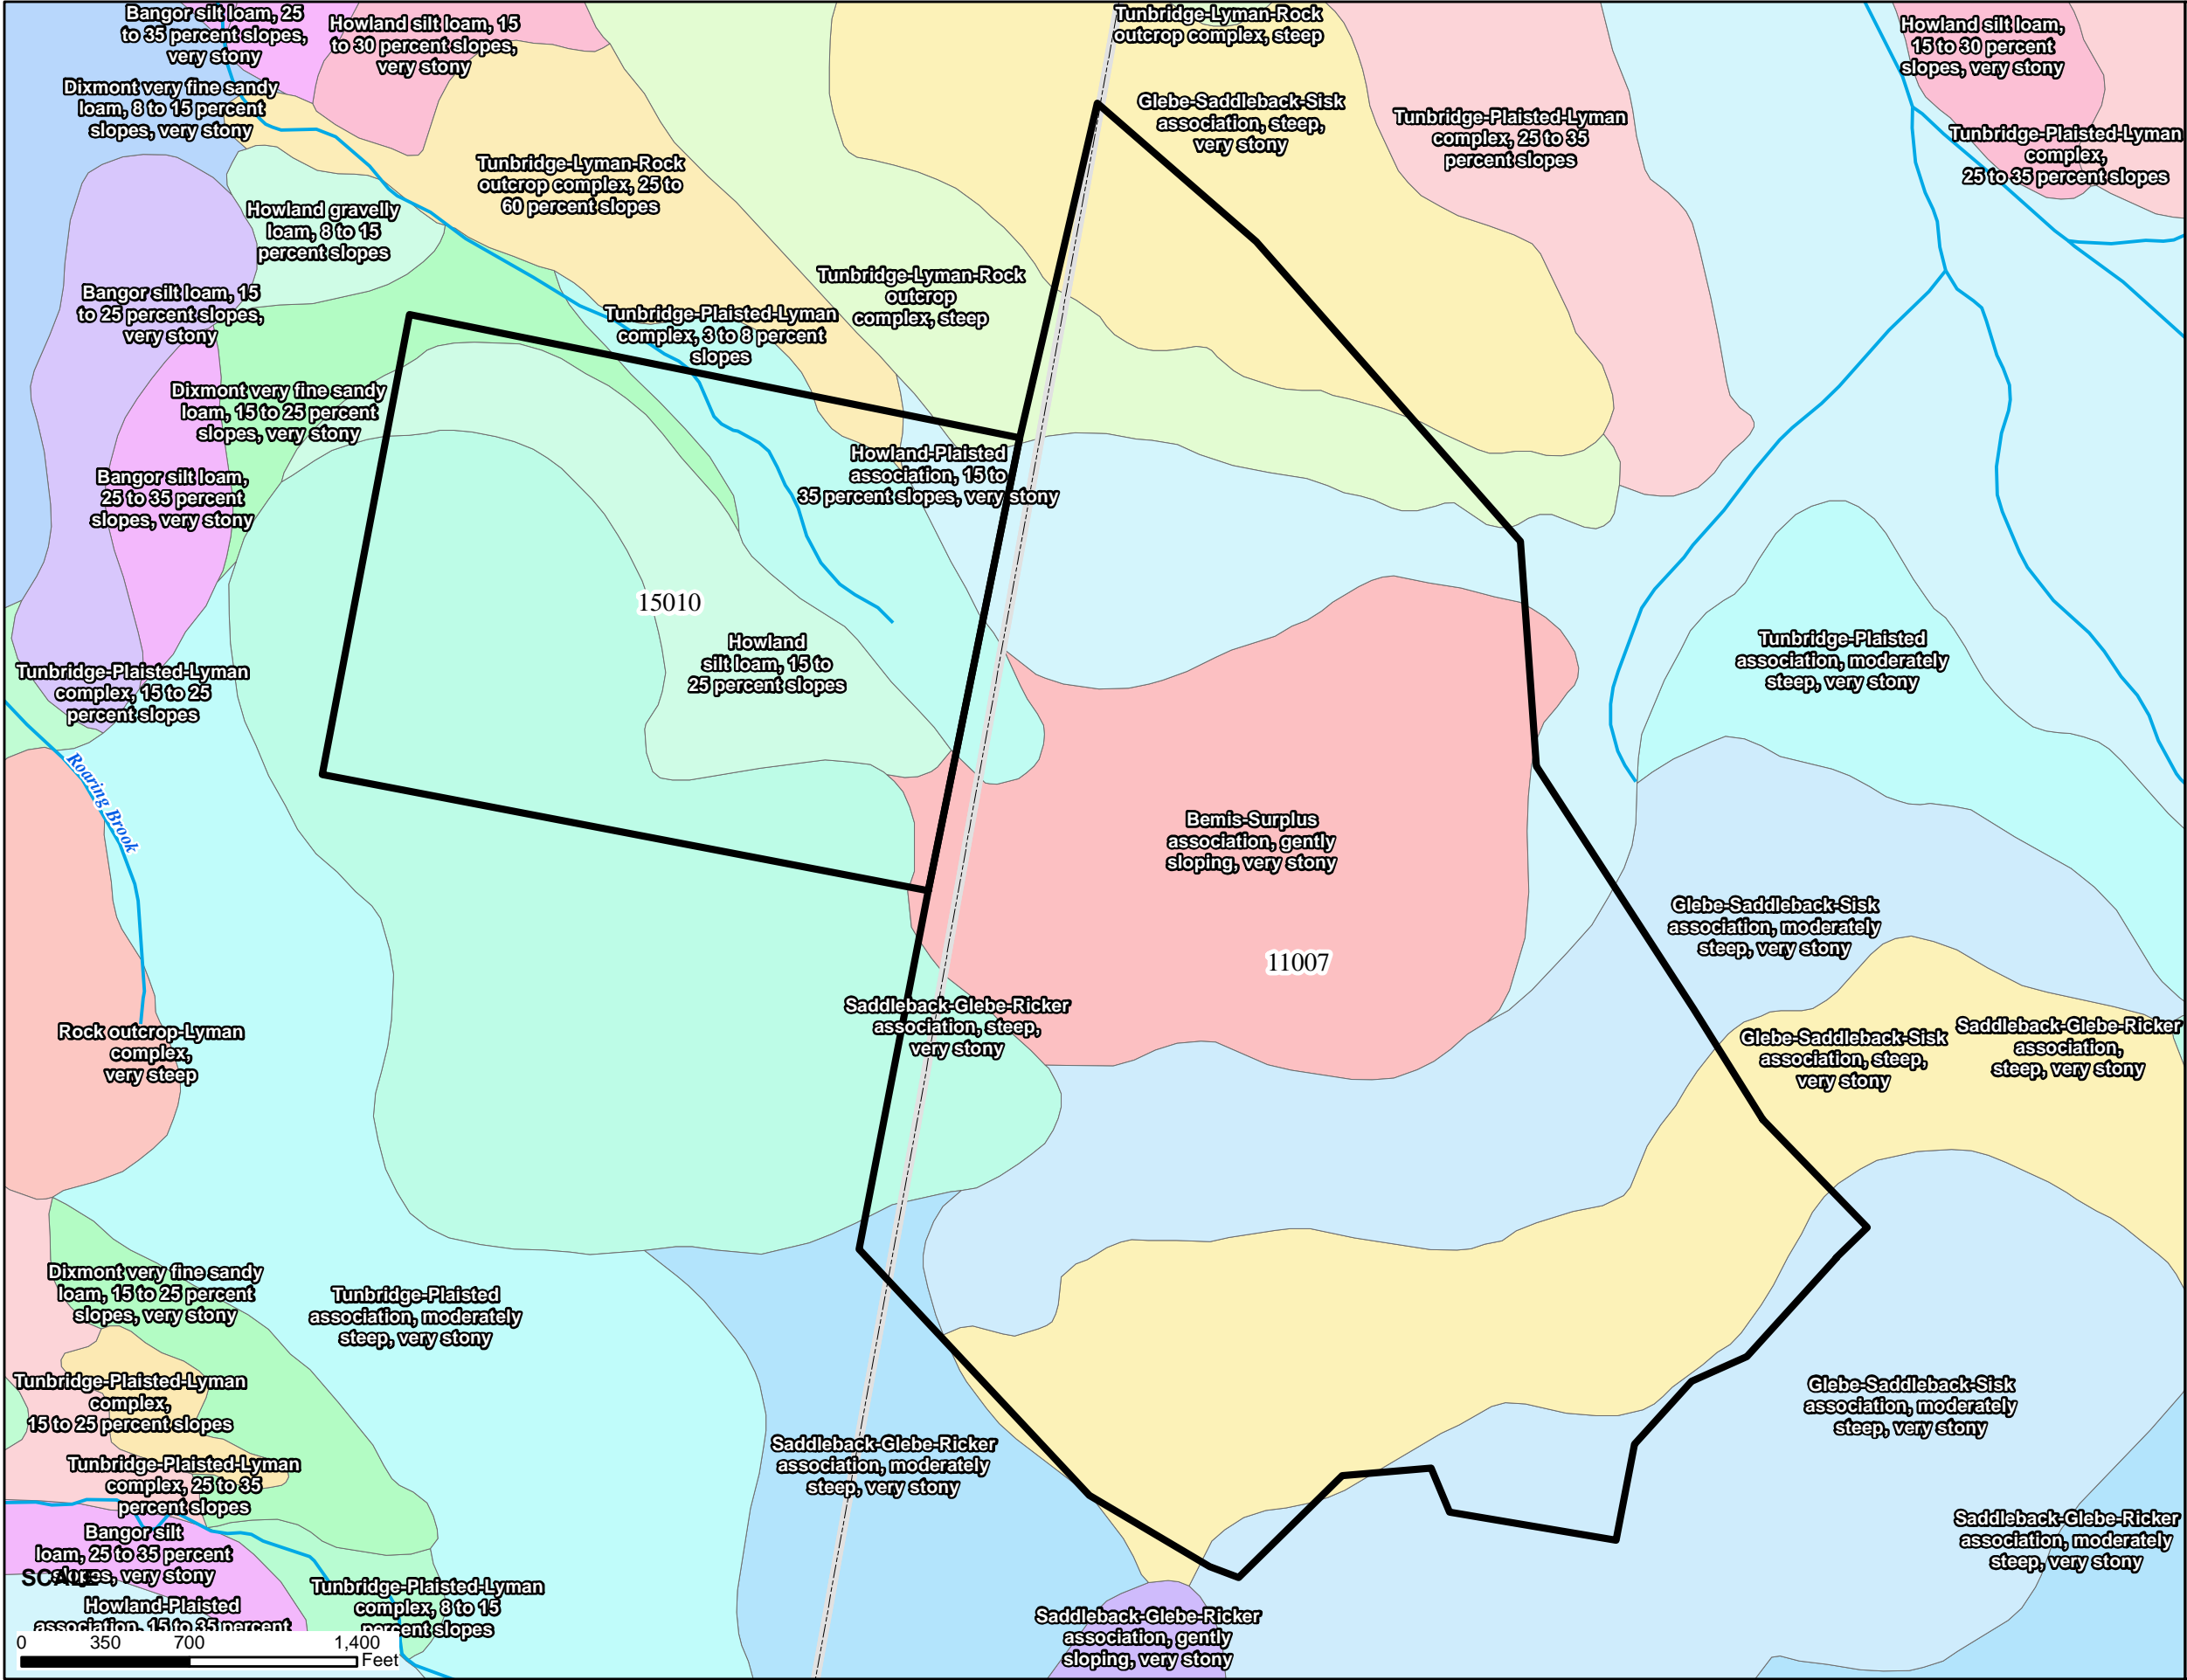 Bangor silt loam, 25
to 35 percent slopes,
very stony
Howland silt loam, 15
to 30 percent slopes,
very stony
Tunbridge-Lyman-Rock
outcrop complex, steep
Howland silt loam,
15 to 30 percent
slopes, very stony
Dixmont very fine sandy
loam, 8 to 15 percent
slopes, very stony
Glebe-Saddleback-Sisk
association, steep,
very stony
Tunbridge-Plaisted-Lyman
complex, 25 to 35
percent slopes
Tunbridge-Plaisted-Lyman
complex,
25 to 35 percent slopes
Tunbridge-Lyman-Rock
outcrop complex, 25 to
60 percent slopes
Howland gravelly
loam, 8 to 15
percent slopes
Tunbridge-Lyman-Rock
outcrop
complex, steep
Bangor silt loam, 15
to 25 percent slopes,
very stony
Tunbridge-Plaisted-Lyman
complex, 3 to 8 percent
slopes
Dixmont very fine sandy
loam, 15 to 25 percent
slopes, very stony
Howland-Plaisted
association, 15 to
35 percent slopes, very stony
Bangor silt loam,
25 to 35 percent
slopes, very stony
15010
Howland
silt loam, 15 to
25 percent slopes
Tunbridge-Plaisted
association, moderately
steep, very stony
Tunbridge-Plaisted-Lyman
complex, 15 to 25
percent slopes
Roaring Brook
Bemis-Surplus
association, gently
sloping, very stony
Glebe-Saddleback-Sisk
association, moderately
steep, very stony
11007
Saddleback-Glebe-Ricker
association, steep,
very stony
Rock outcrop-Lyman
complex,
very steep
Glebe-Saddleback-Sisk
association, steep,
very stony
Saddleback-Glebe-Ricker
association,
steep, very stony
Dixmont very fine sandy
loam, 15 to 25 percent
slopes, very stony
Tunbridge-Plaisted
association, moderately
steep, very stony
Tunbridge-Plaisted-Lyman
complex,
15 to 25 percent slopes
Glebe-Saddleback-Sisk
association, moderately
steep, very stony
Saddleback-Glebe-Ricker
association, moderately
steep, very stony
Tunbridge-Plaisted-Lyman
complex, 25 to 35
percent slopes
Bangor silt
loam, 25 to 35 percent
slopes, very stony
Saddleback-Glebe-Ricker
association, moderately
steep, very stony
SCALE
Tunbridge-Plaisted-Lyman
complex, 8 to 15
percent slopes
Howland-Plaisted
association, 15 to 35 percent
Saddleback-Glebe-Ricker
association, gently
sloping, very stony
0 350 700 1,400
Feet